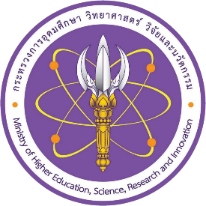 กระทรวงการอุดมศึกษา วิทยาศาสตร์ วิจัยและนวัตกรรม
Ministry of Higher Education, Science, Research and Innovation